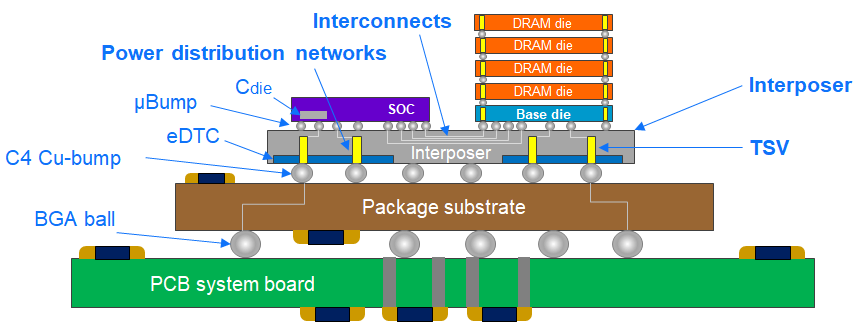 Interconnects
DRAM die
DRAM die
DRAM die
DRAM die
Power distribution networks
Cdie
SOC
Base die
Interposer
µBump
eDTC
Interposer
TSV
C4 Cu-bump
Package substrate
BGA ball
PCB system board